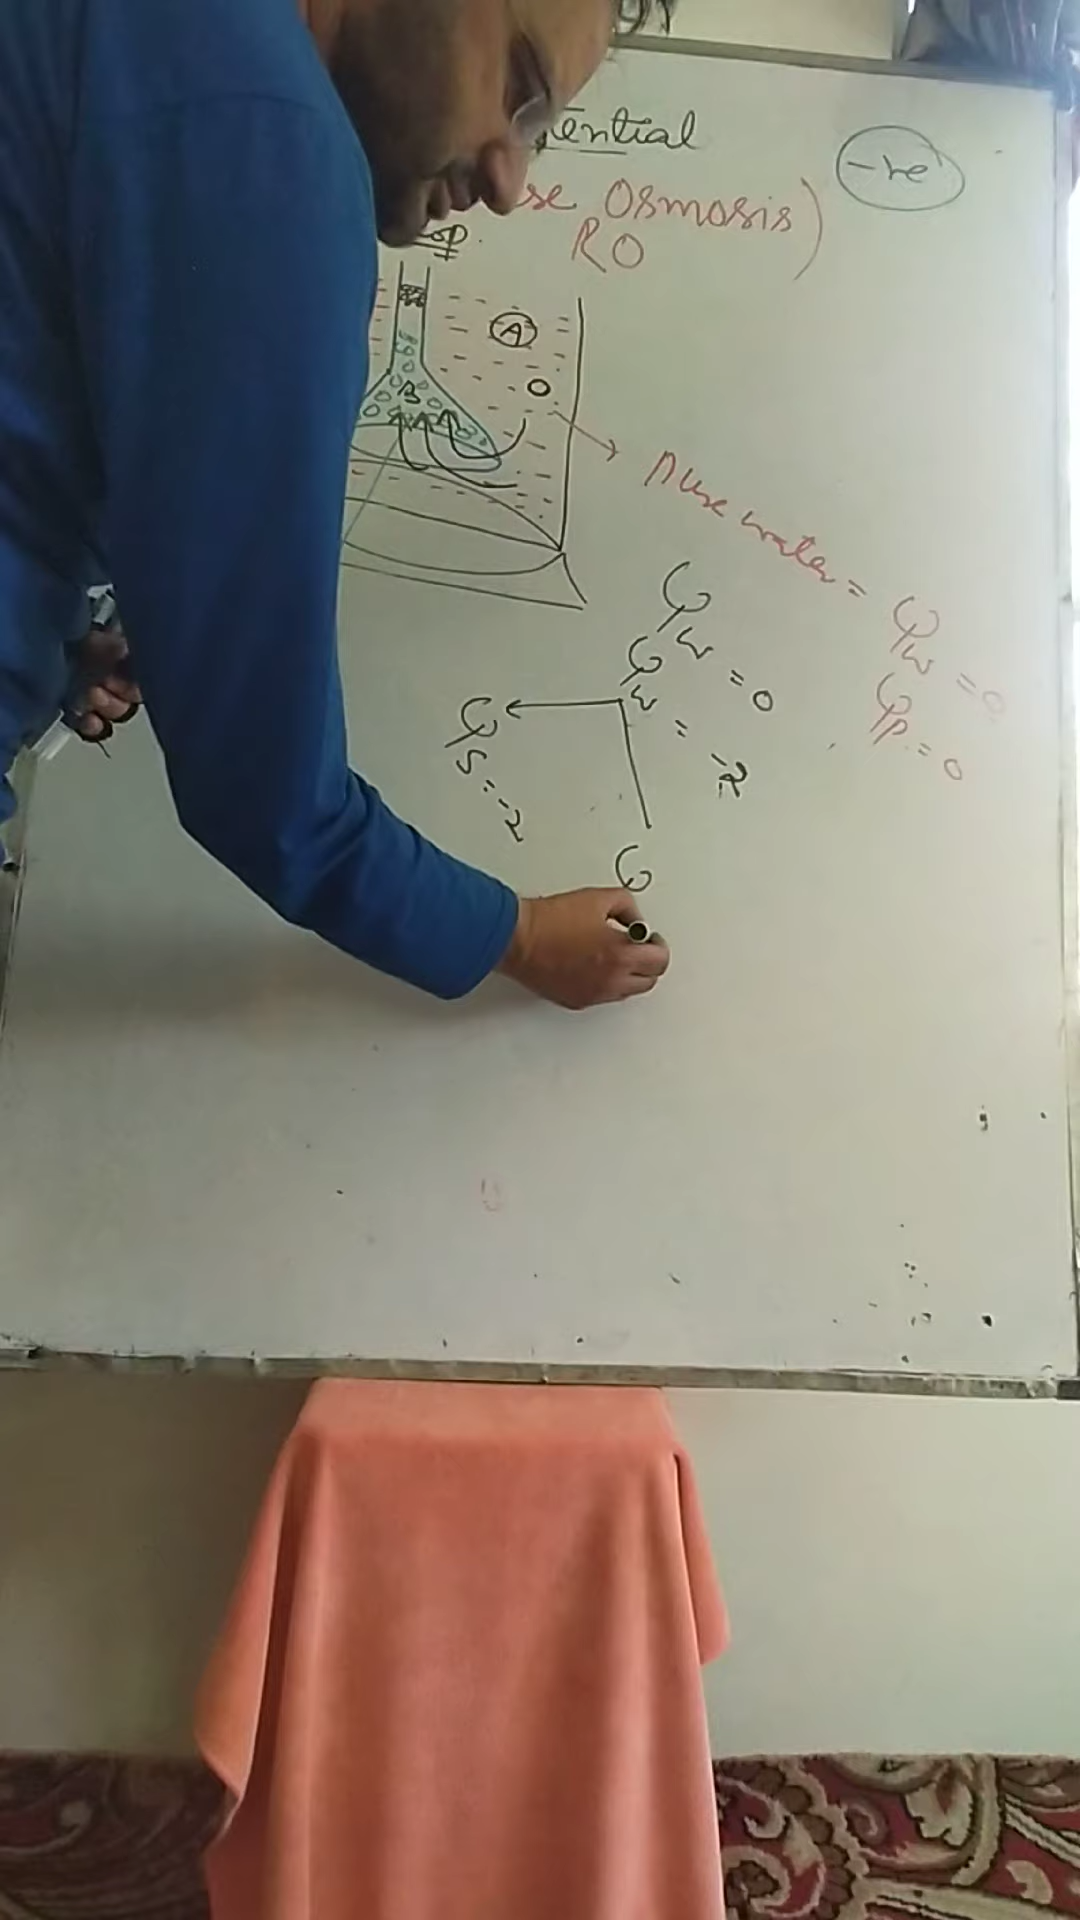 ential
-ve
se Osmosis)
RO
A
B
Pure water = Ψw = 0
Ψp = 0
Ψw = 0
Ψw = -2
Ψs = -2
Ψ